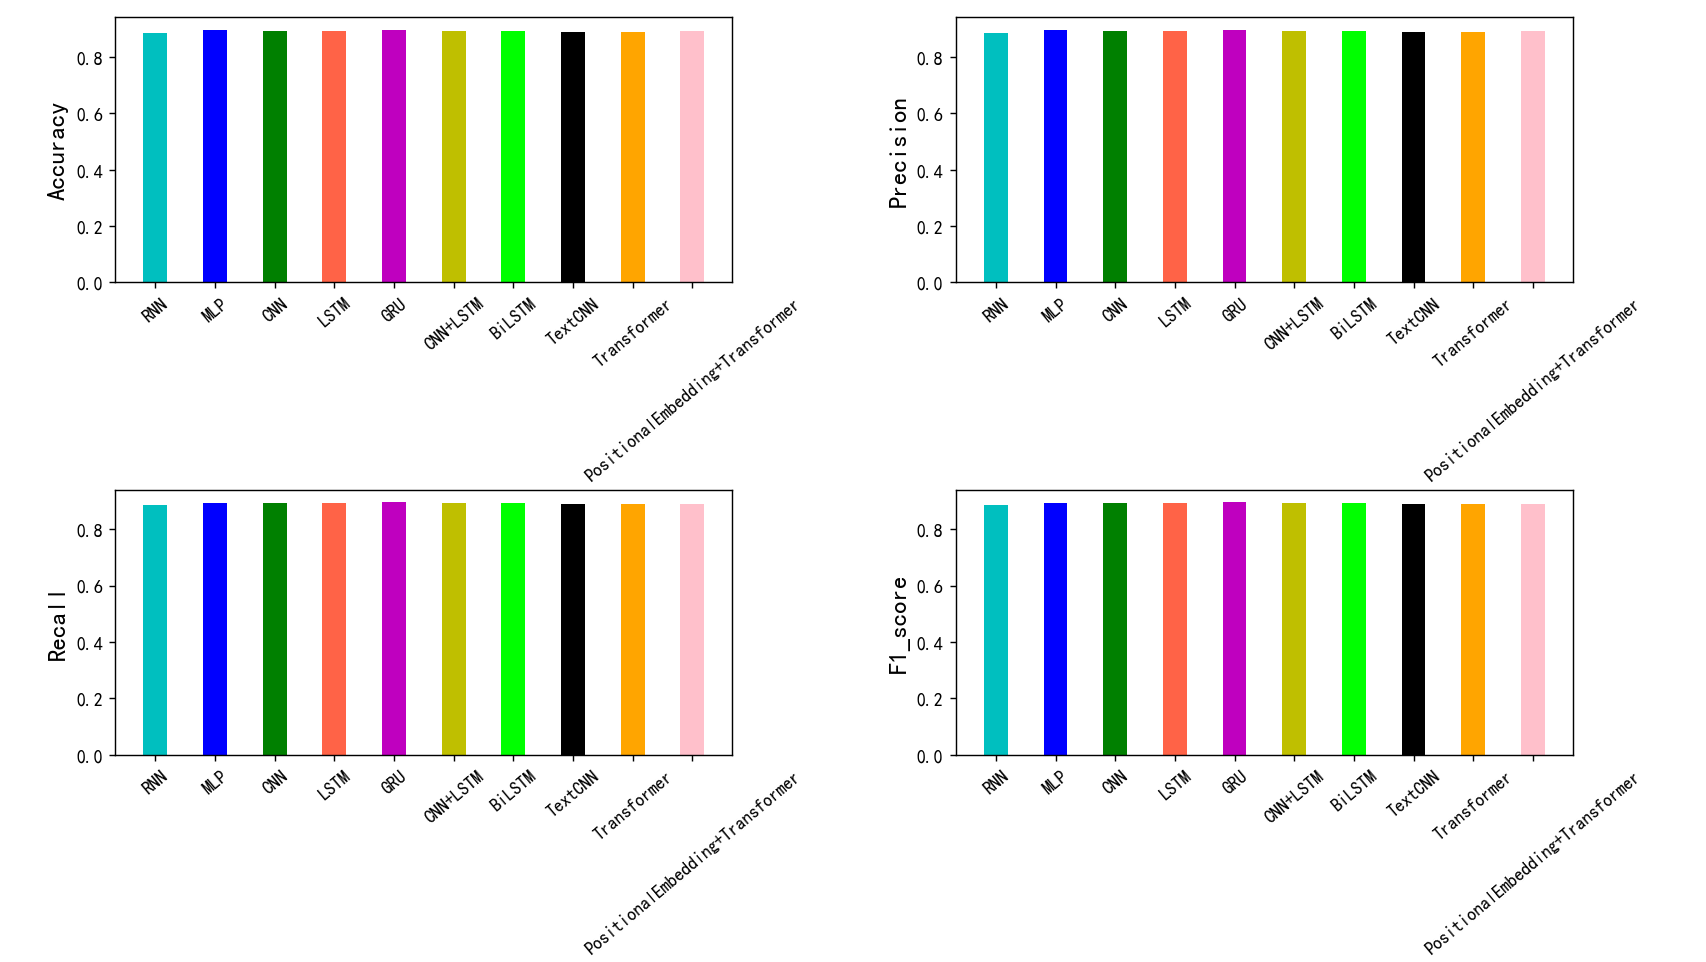 Accuracy
0.8
0.6
0.4
0.2
0.0
RNN
MLP
CNN
LSTM
GRU
CNN+LSTM
BiLSTM
TextCNN
Transformer
PositionalEmbedding+Transformer
Precision
0.8
0.6
0.4
0.2
0.0
RNN
MLP
CNN
LSTM
GRU
CNN+LSTM
BiLSTM
TextCNN
Transformer
PositionalEmbedding+Transformer
Recall
0.8
0.6
0.4
0.2
0.0
RNN
MLP
CNN
LSTM
GRU
CNN+LSTM
BiLSTM
TextCNN
Transformer
PositionalEmbedding+Transformer
F1_score
0.8
0.6
0.4
0.2
0.0
RNN
MLP
CNN
LSTM
GRU
CNN+LSTM
BiLSTM
TextCNN
Transformer
PositionalEmbedding+Transformer